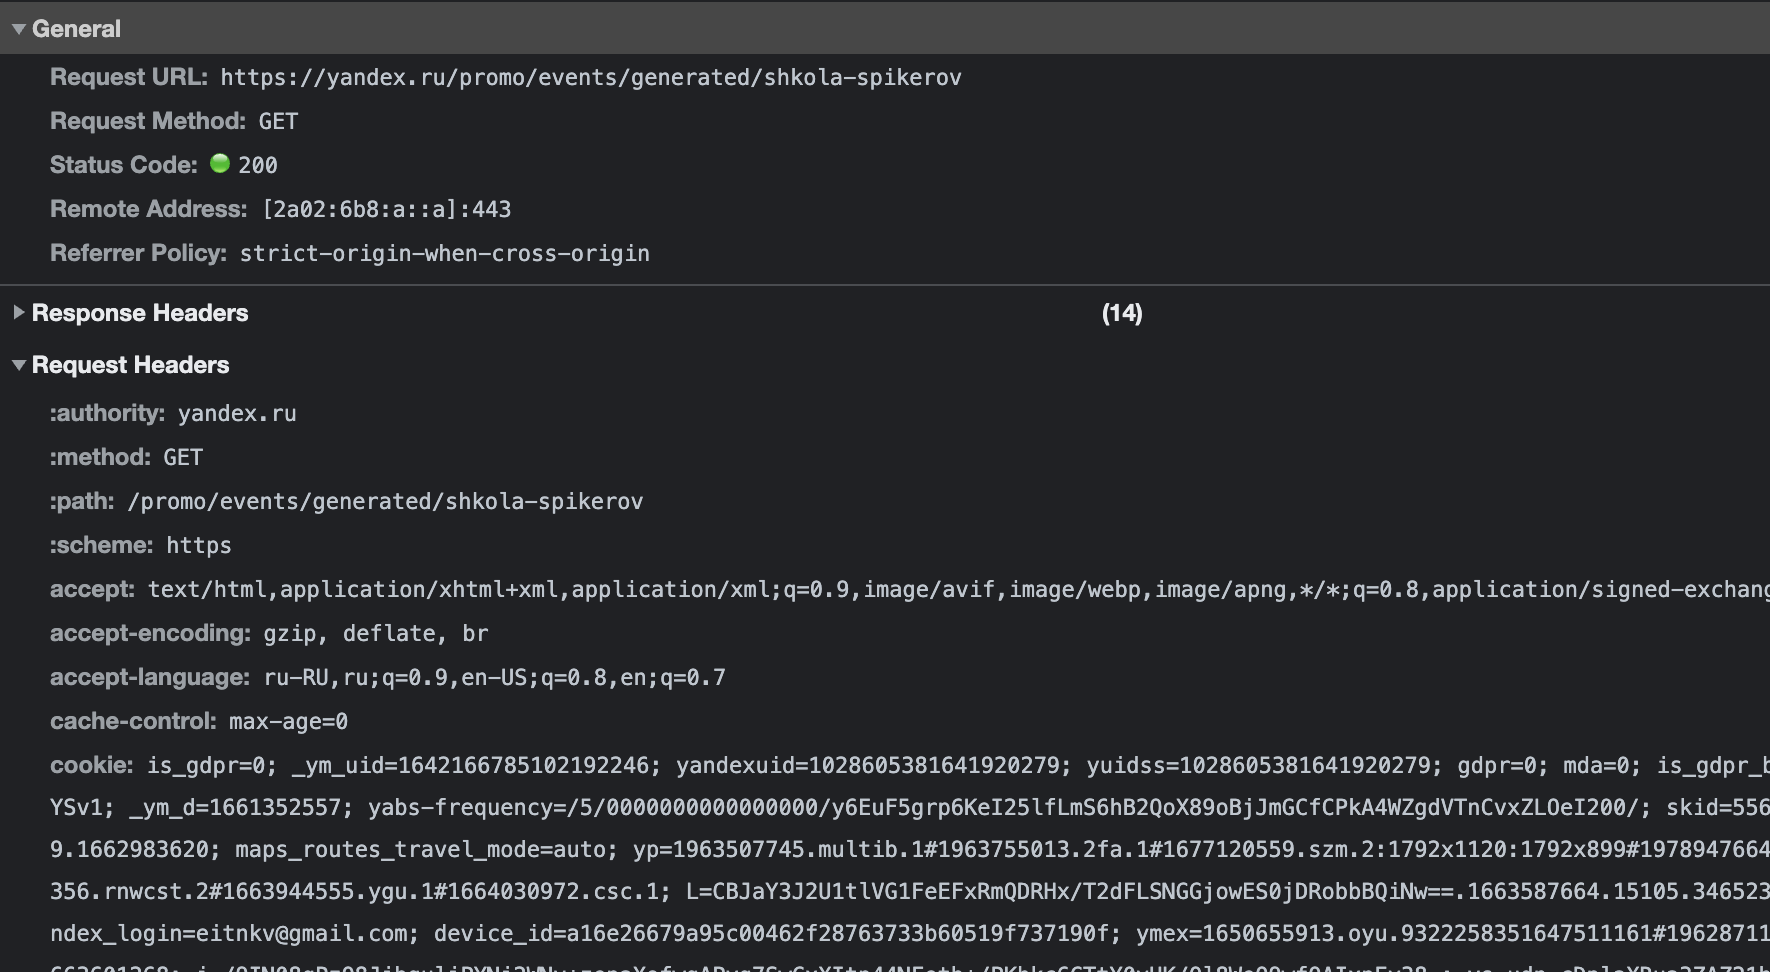 General
Request URL: https://yandex.ru/promo/events/generated/shkola-spikerov
Request Method: GET
Status Code: 200
Remote Address: [2a02:6b8:a::a]:443
Referrer Policy: strict-origin-when-cross-origin
Response Headers (14)
Request Headers
:authority: yandex.ru
:method: GET
:path: /promo/events/generated/shkola-spikerov
:scheme: https
accept: text/html,application/xhtml+xml,application/xml;q=0.9,image/avif,image/webp,image/apng,*/*;q=0.8,application/signed-exchang
accept-encoding: gzip, deflate, br
accept-language: ru-RU,ru;q=0.9,en-US;q=0.8,en;q=0.7
cache-control: max-age=0
cookie: is_gdpr=0; _ym_uid=1642166785102192246; yandexuid=1028605381641920279; yuidss=1028605381641920279; gdpr=0; mda=0; is_gdpr_b
YSv1; _ym_d=1661352557; yabs-frequency=/5/0000000000000000/y6EuF5grp6KeI25lfLmS6hB2QoX89oBjJmGCfCPkA4WZgdVTnCvxZLOeI200/; skid=556
9.1662983620; maps_routes_travel_mode=auto; yp=1963507745.multib.1#1963755013.2fa.1#1677120559.szm.2:1792x1120:1792x899#1978947664
356.rnwcst.2#1663944555.ygu.1#1664030972.csc.1; L=CBJaY3J2U1tlVG1FeEFxRmQDRHx/T2dFLSNGGjowES0jDRobbBQiNw==.1663587664.15105.346523
ndex_login=eitnkv@gmail.com; device_id=a16e26679a95c00462f28763733b60519f737190f; ymex=1650655913.oyu.9322258351647511161#19628711